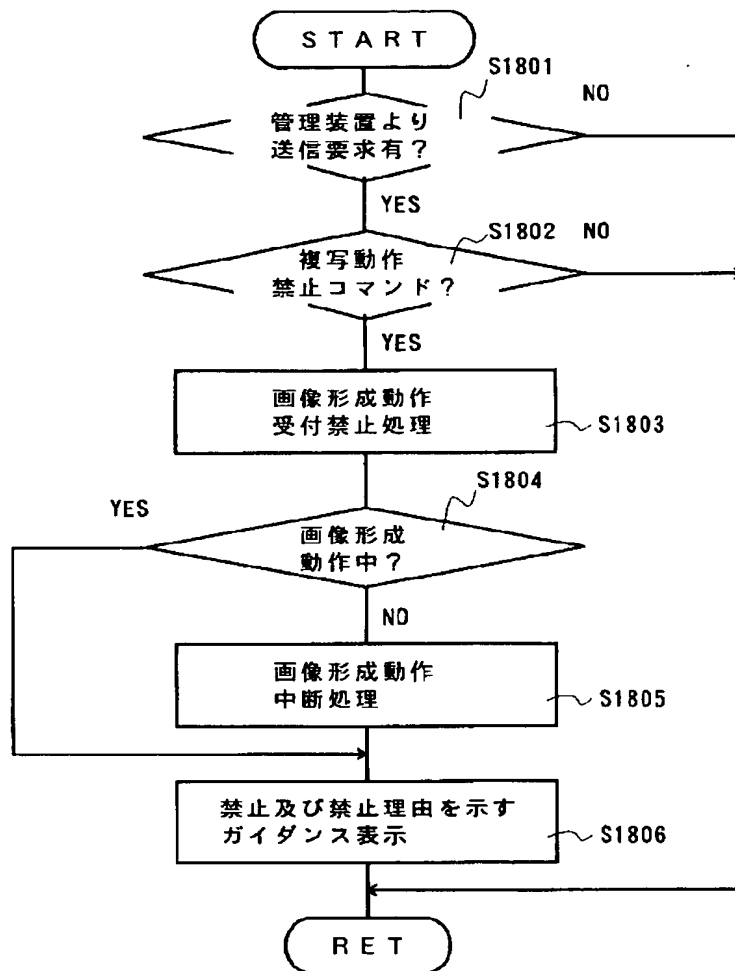 START
S1801
NO
管理装置より
送信要求有?
YES
S1802
NO
複写動作
禁止コマンド?
YES
画像形成動作
受付禁止処理
S1803
S1804
YES
画像形成
動作中?
NO
画像形成動作
中断処理
S1805
禁止及び禁止理由を示す
ガイダンス表示
S1806
RET